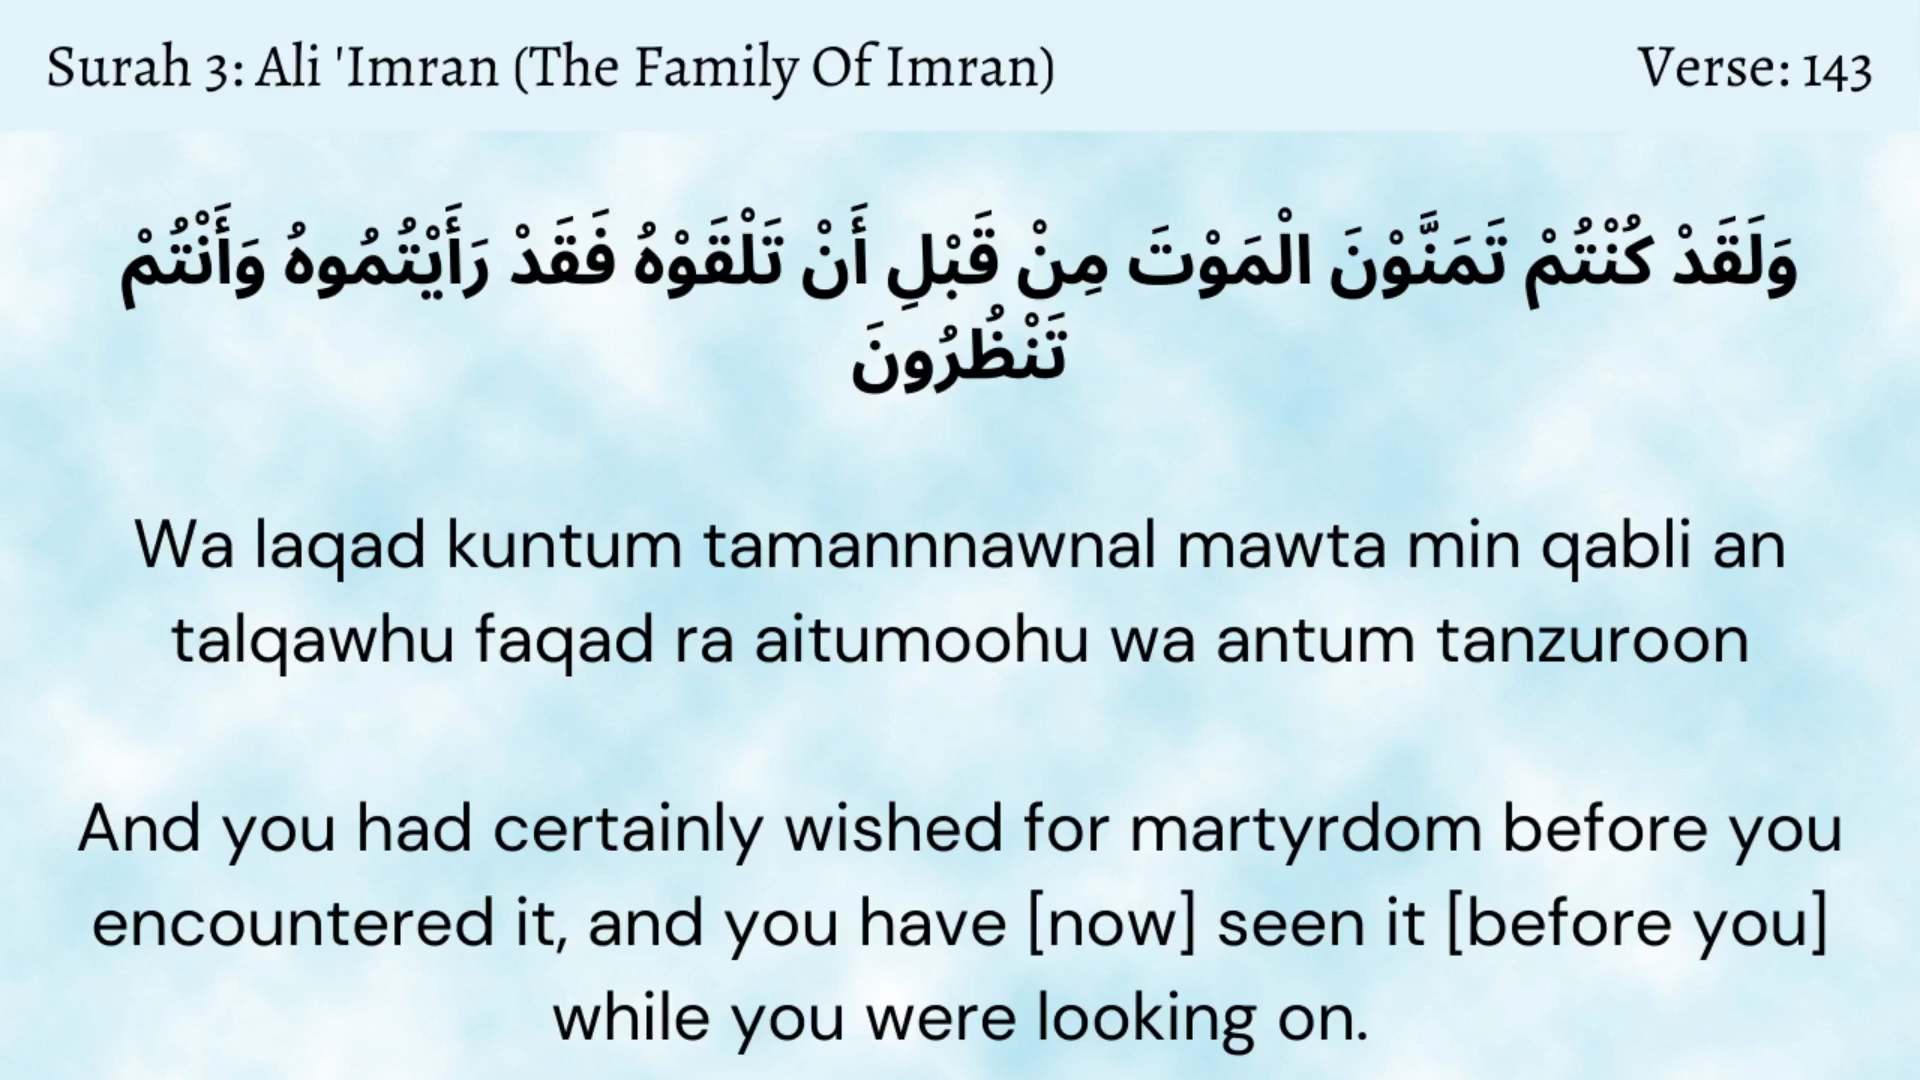 Surah 3: Ali 'Imran (The Family Of Imran)
Verse: 143
وَلَقَدْ كُنْتُمْ تَمَنَّوْنَ الْمَوْتَ مِنْ قَبْلِ أَنْ تَلْقَوْهُ فَقَدْ رَأَيْتُمُوهُ وَأَنْتُمْ
تَنْظُرُونَ
Wa laqad kuntum tamannnawnal mawta min qabli an
talqawhu faqad ra aitumoohu wa antum tanzuroon
And you had certainly wished for martyrdom before you
encountered it, and you have [now] seen it [before you]
while you were looking on.